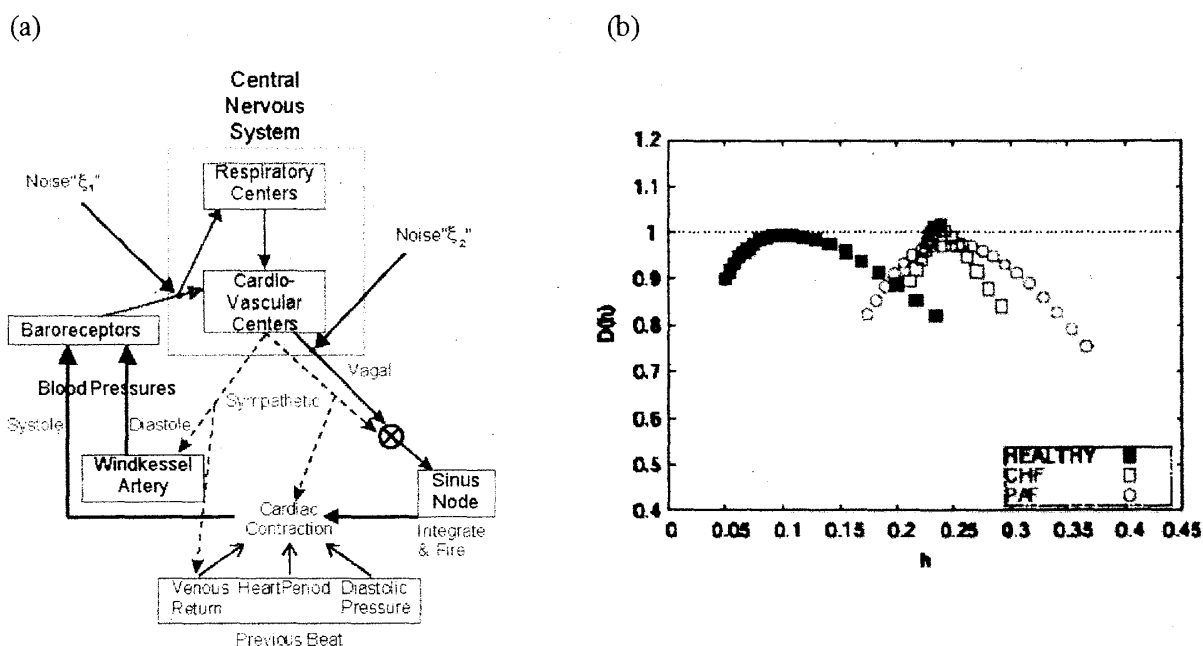 (a)
(b)
Central
Nervous
System
Noise"ξ1"
Respiratory
Centers
Noise"ξ2"
Cardio-
Vascular
Centers
Baroreceptors
Vagal
Blood Pressures
Sympathetic
Systole
Diastole
Windkessel
Artery
Sinus
Node
Cardiac
Contraction
Integrate
& Fire
Venous
Return
HeartPeriod
Diastolic
Pressure
Previous Beat
1.2
1.1
1
0.9
0.8
0.7
0.6
0.5
0.4
D(h)
HEALTHY
CHF
PAF
0
0.05
0.1
0.15
0.2
0.25
0.3
0.35
0.4
0.45
h